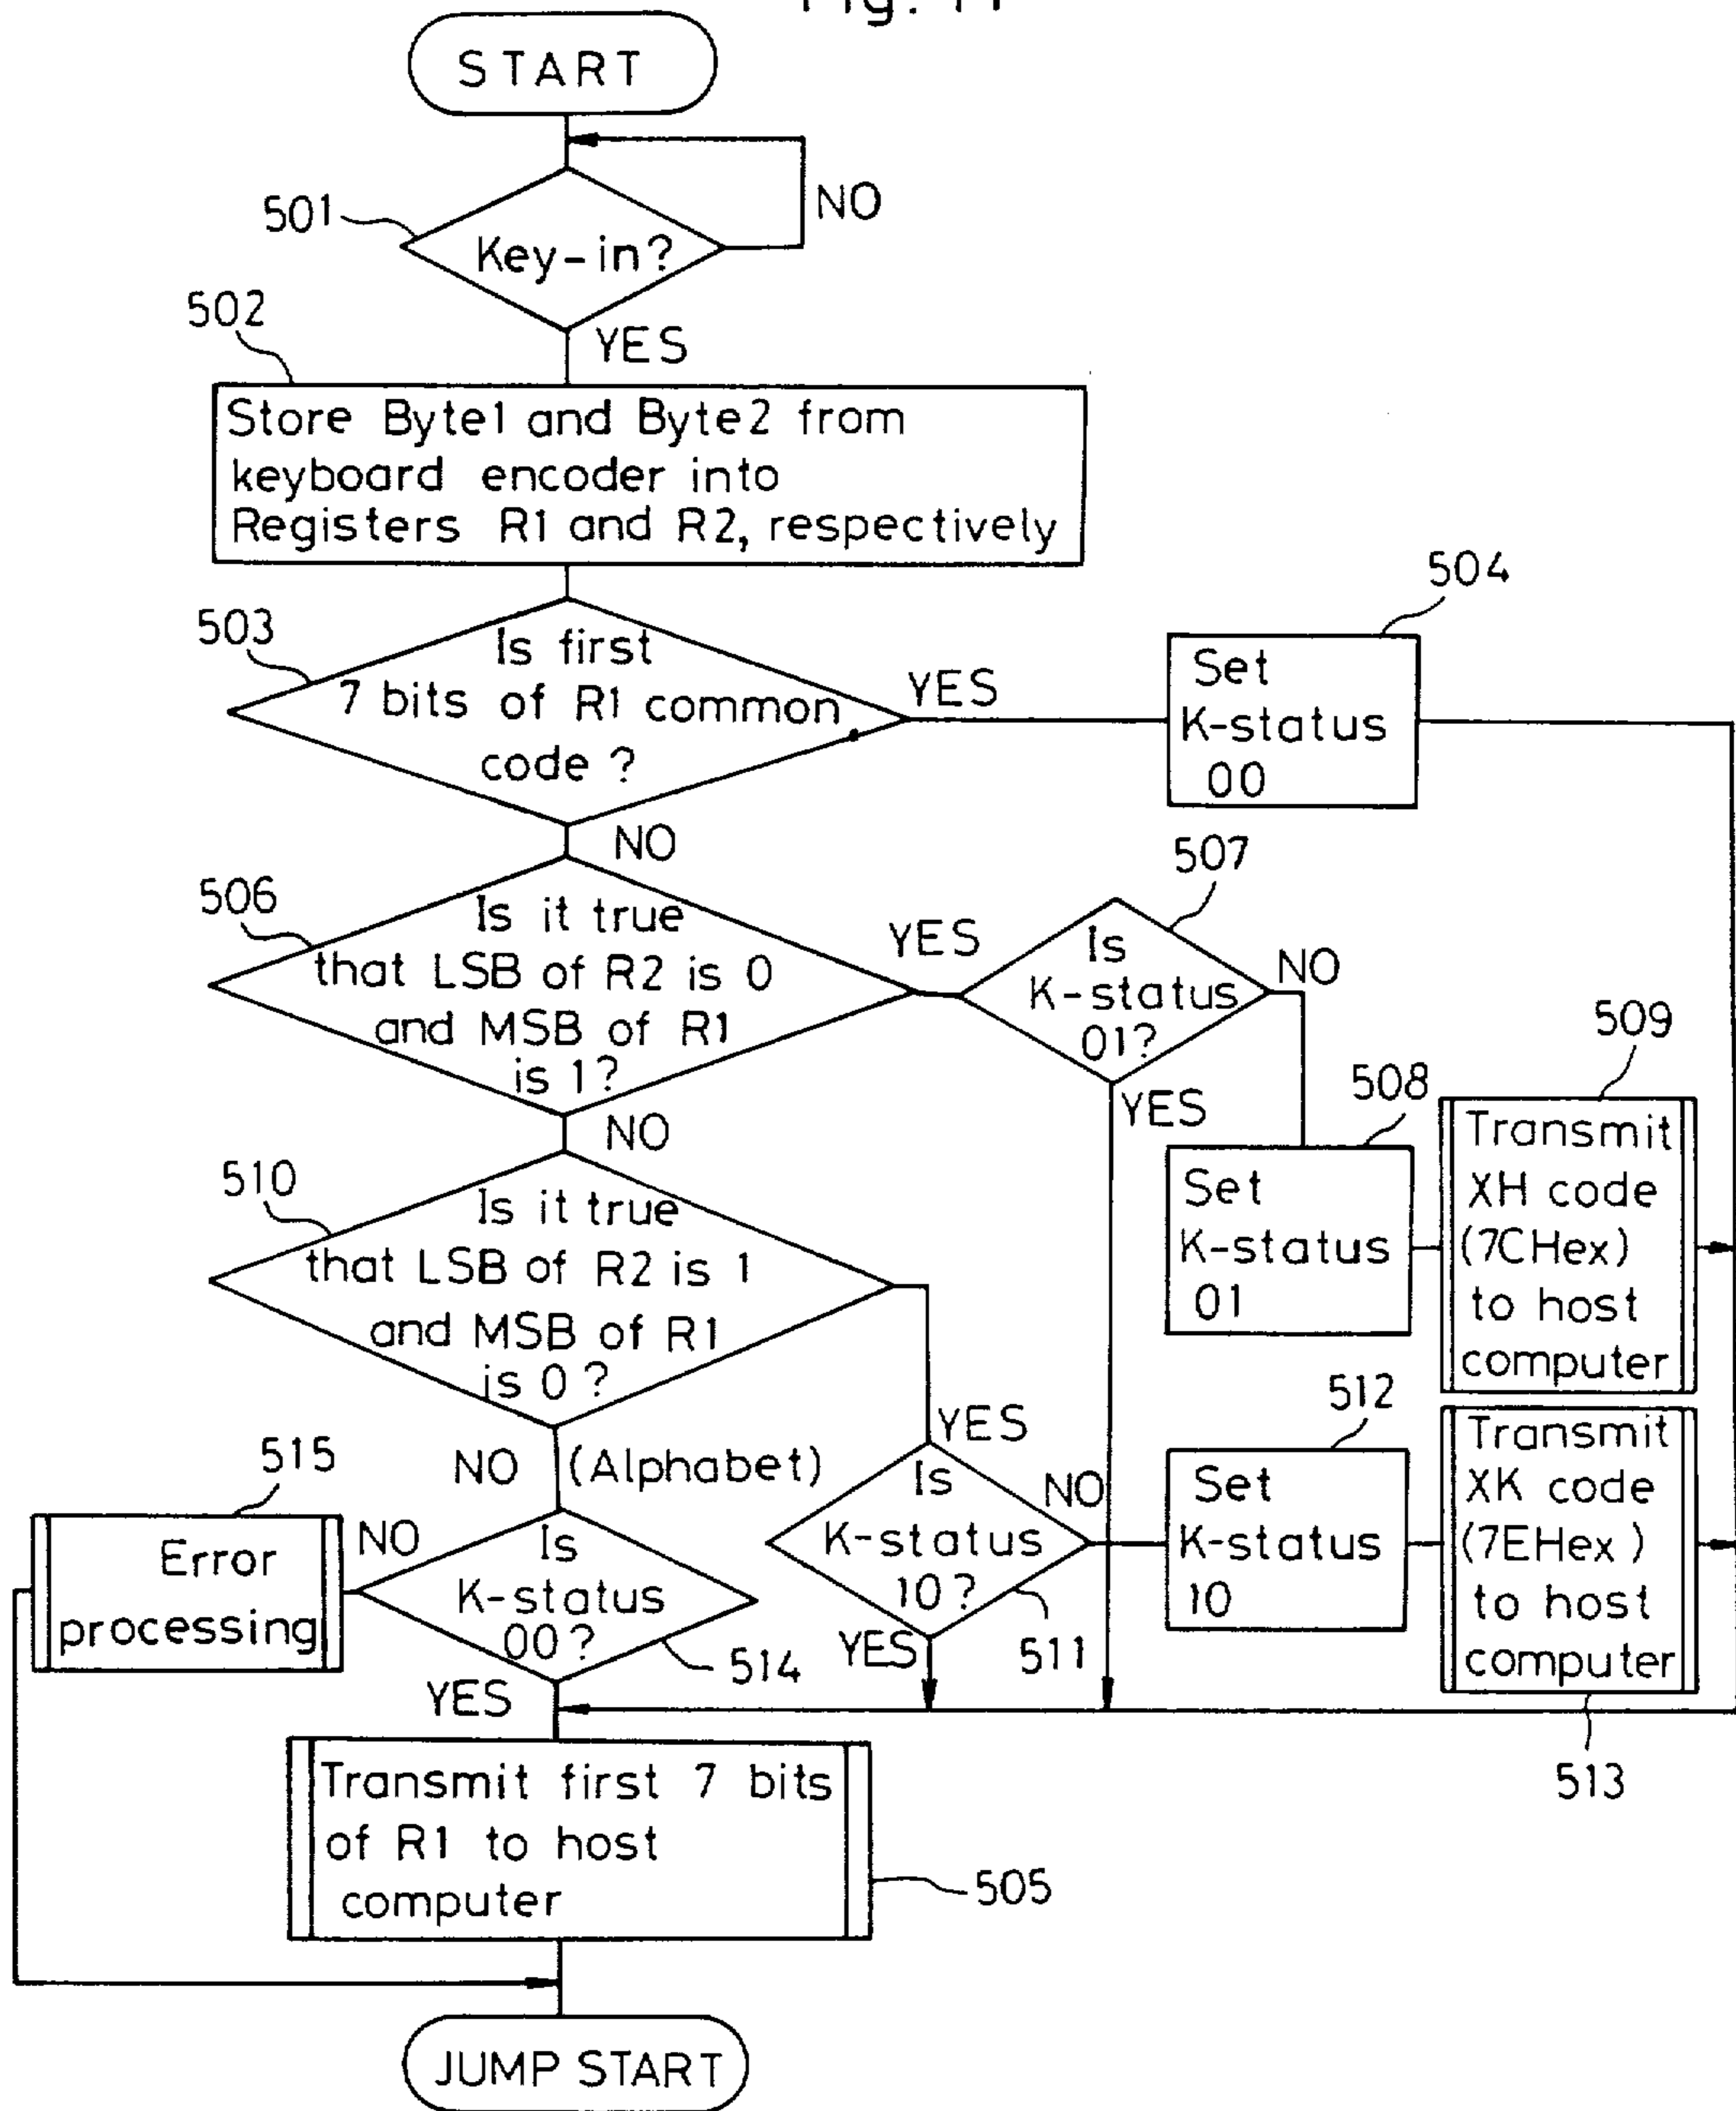 START
501
Key-in?
NO
YES
502
Store Byte1 and Byte2 from
keyboard encoder into
Registers R1 and R2, respectively
503
Is first
7 bits of R1 common
code ?
YES
NO
504
Set
K-status
00
506
Is it true
that LSB of R2 is 0
and MSB of R1
is 1?
YES
NO
507
Is
K-status
01?
NO
YES
508
Set
K-status
01
509
Transmit
XH code
(7CHex)
to host
computer
510
Is it true
that LSB of R2 is 1
and MSB of R1
is 0 ?
YES
NO (Alphabet)
Is
K-status
10 ?
511
NO
YES
512
Set
K-status
10
Transmit
XK code
(7EHex )
to host
computer
513
515
Error
processing
NO
Is
K-status
00?
514
YES
Transmit first 7 bits
of R1 to host
computer
505
JUMP START